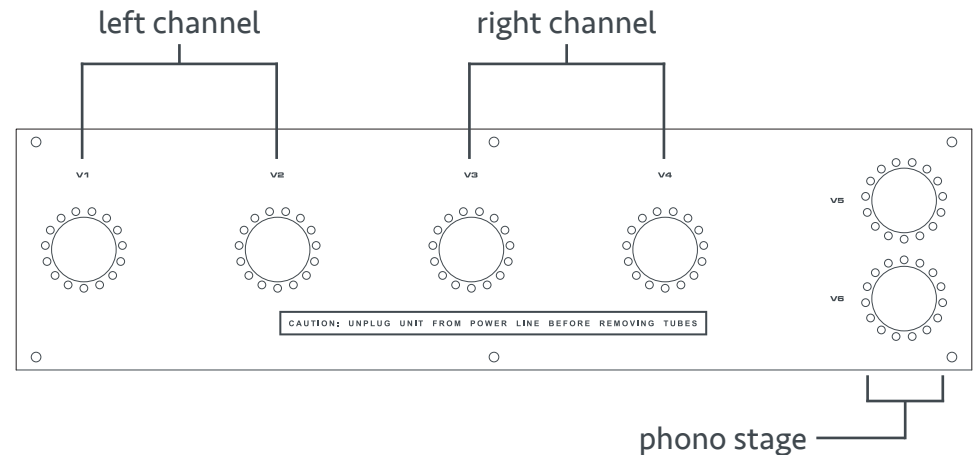 left channel
right channel
V1
V2
V3
V4
V5
V6
CAUTION: UNPLUG UNIT FROM POWER LINE BEFORE REMOVING TUBES
phono stage